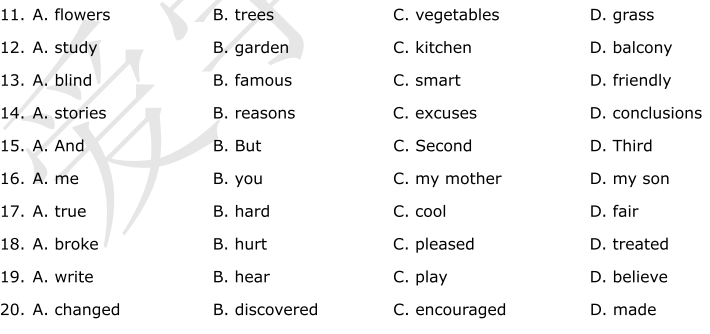 11. A. flowers B. trees C. vegetables D. grass
12. A. study B. garden C. kitchen D. balcony
13. A. blind B. famous C. smart D. friendly
14. A. stories B. reasons C. excuses D. conclusions
15. A. And B. But C. Second D. Third
16. A. me B. you C. my mother D. my son
17. A. true B. hard C. cool D. fair
18. A. broke B. hurt C. pleased D. treated
19. A. write B. hear C. play D. believe
20. A. changed B. discovered C. encouraged D. made